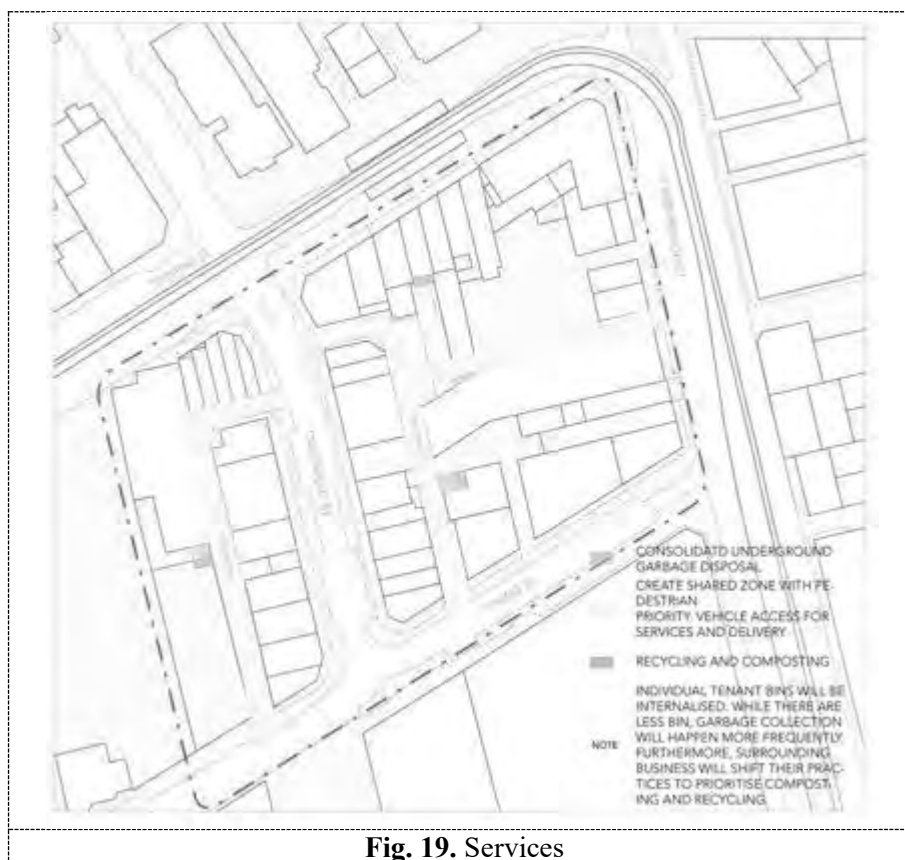 CONSOLIDATD UNDERGROUND
GARBAGE DISPOSAL
CREATE SHARED ZONE WITH PE-
DESTRIAN
PRIORITY VEHICLE ACCESS FOR
SERVICES AND DELIVERY
RECYCLING AND COMPOSTING
NOTE
INDIVIDUAL TENANT BINS WILL BE
INTERNALISED. WHILE THERE ARE
LESS BIN, GARBAGE COLLECTION
WILL HAPPEN MORE FREQUENTLY.
FURTHERMORE, SURROUNDING
BUSINESS WILL SHIFT THEIR PRAC-
TICES TO PRIORITISE COMPOST-
ING AND RECYCLING
Fig. 19. Services